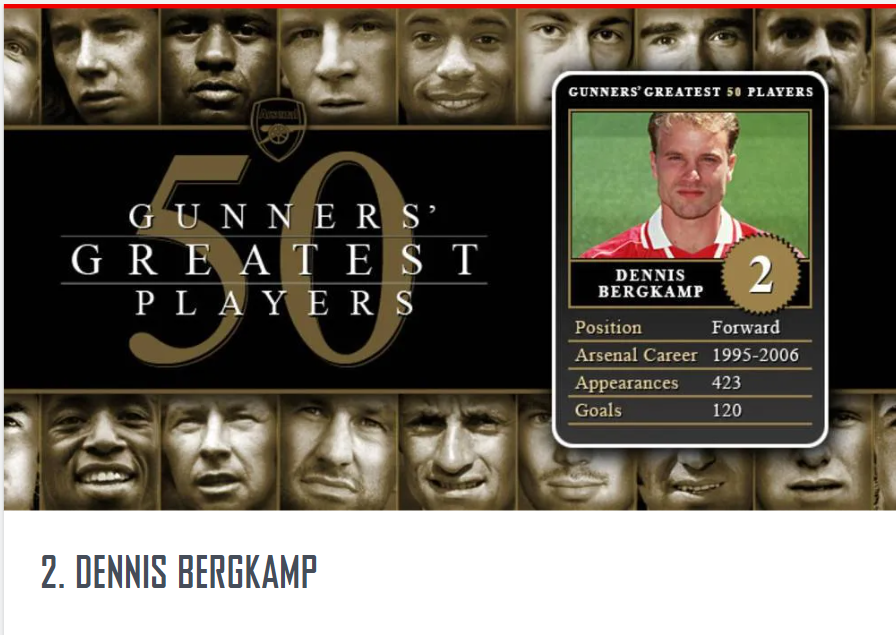 Arsenal
50
GUNNERS'
GREATEST
PLAYERS
GUNNERS' GREATEST 50 PLAYERS
DENNIS
BERGKAMP
2
Position Forward
Arsenal Career 1995-2006
Appearances 423
Goals 120
2. DENNIS BERGKAMP